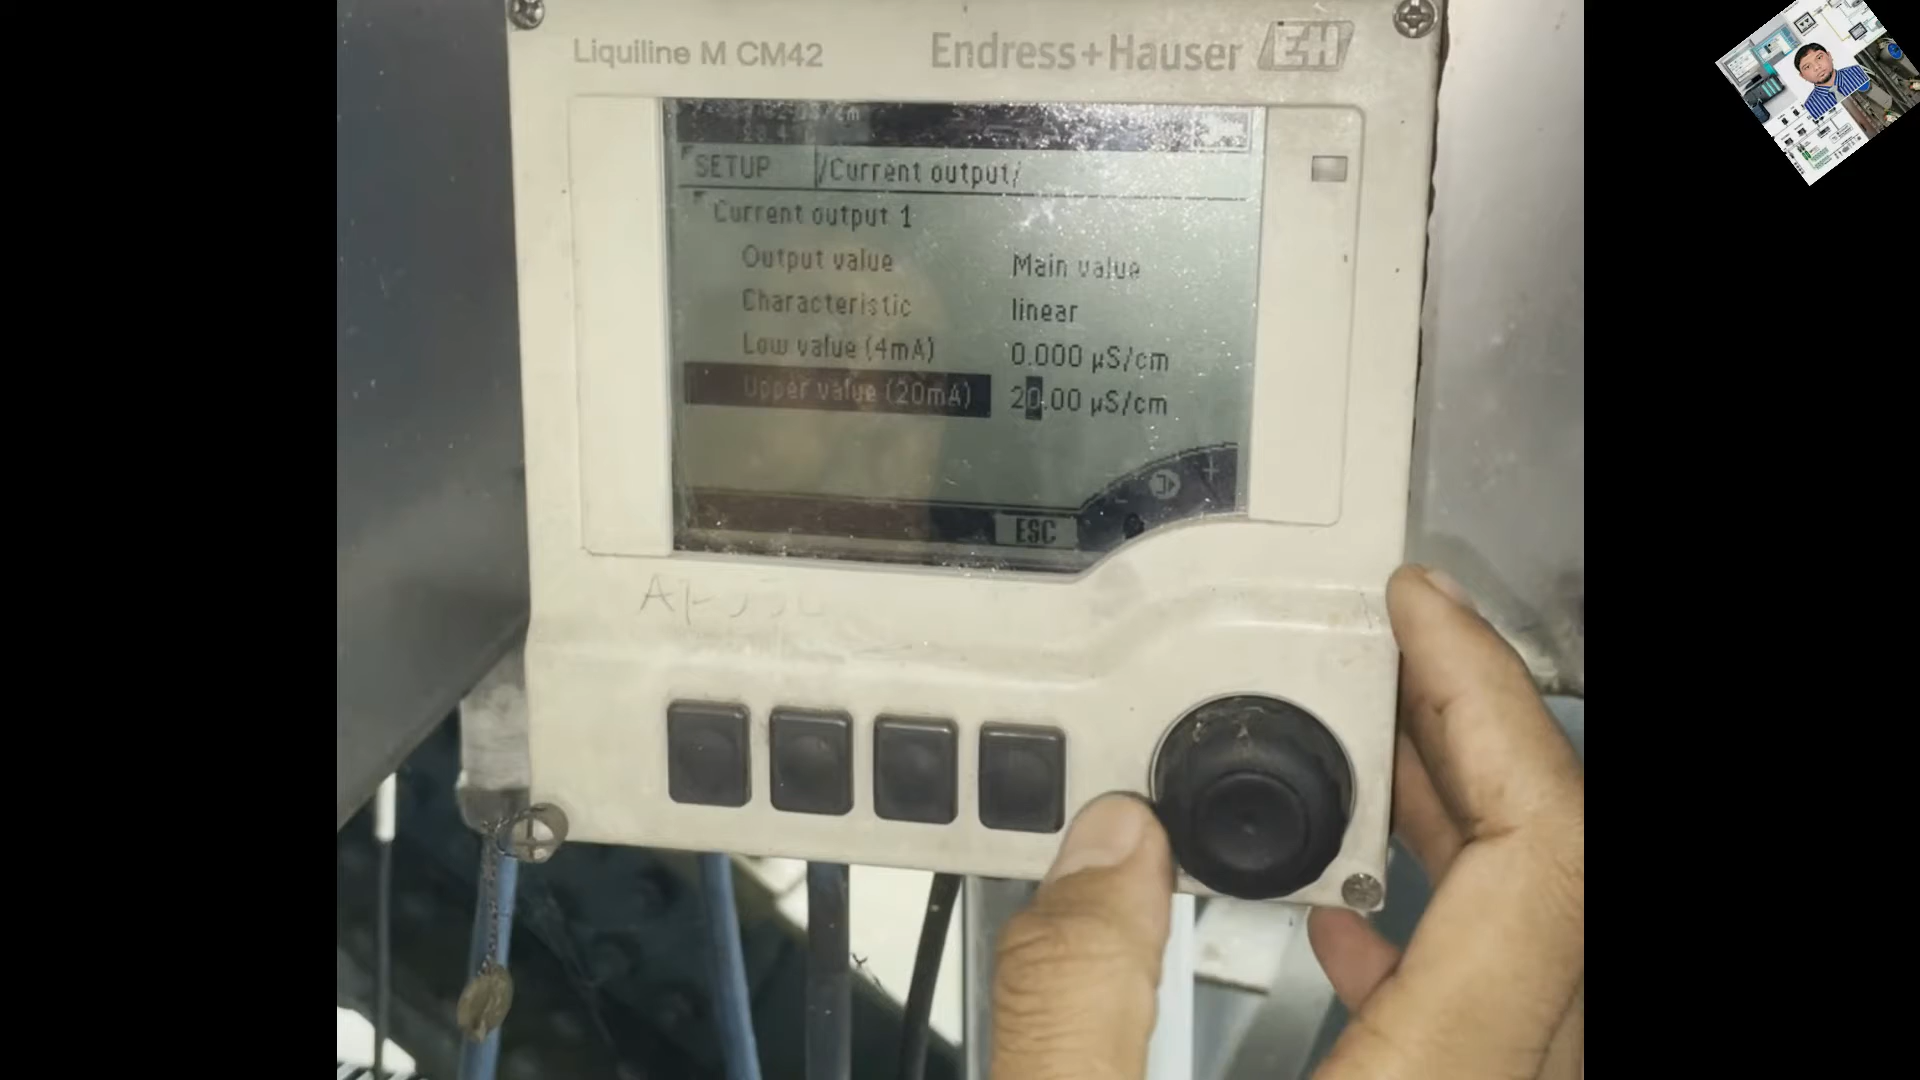 Liquiline M CM42 Endress+Hauser EH
SETUP /Current output/
Current output 1
Output value Main value
Characteristic linear
Low value (4mA) 0.000 µS/cm
Upper value (20mA) 20.00 µS/cm
ESC